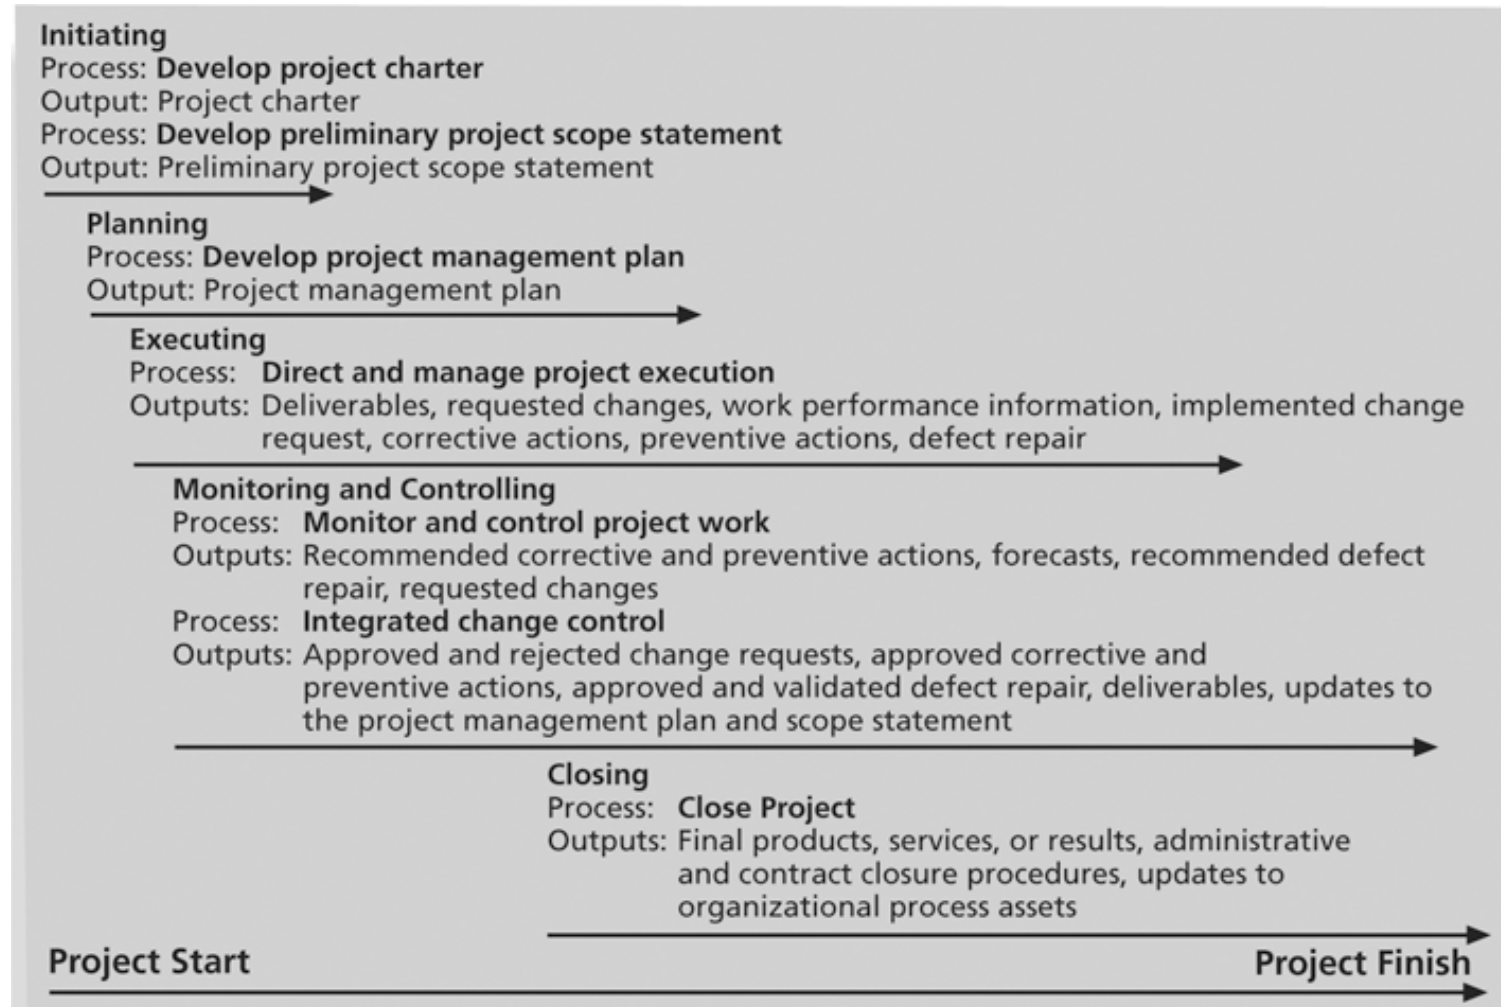 Initiating
Process: Develop project charter
Output: Project charter
Process: Develop preliminary project scope statement
Output: Preliminary project scope statement
Planning
Process: Develop project management plan
Output: Project management plan
Executing
Process: Direct and manage project execution
Outputs: Deliverables, requested changes, work performance information, implemented change
request, corrective actions, preventive actions, defect repair
Monitoring and Controlling
Process: Monitor and control project work
Outputs: Recommended corrective and preventive actions, forecasts, recommended defect
repair, requested changes
Process: Integrated change control
Outputs: Approved and rejected change requests, approved corrective and
preventive actions, approved and validated defect repair, deliverables, updates to
the project management plan and scope statement
Closing
Process: Close Project
Outputs: Final products, services, or results, administrative
and contract closure procedures, updates to
organizational process assets
Project Start Project Finish